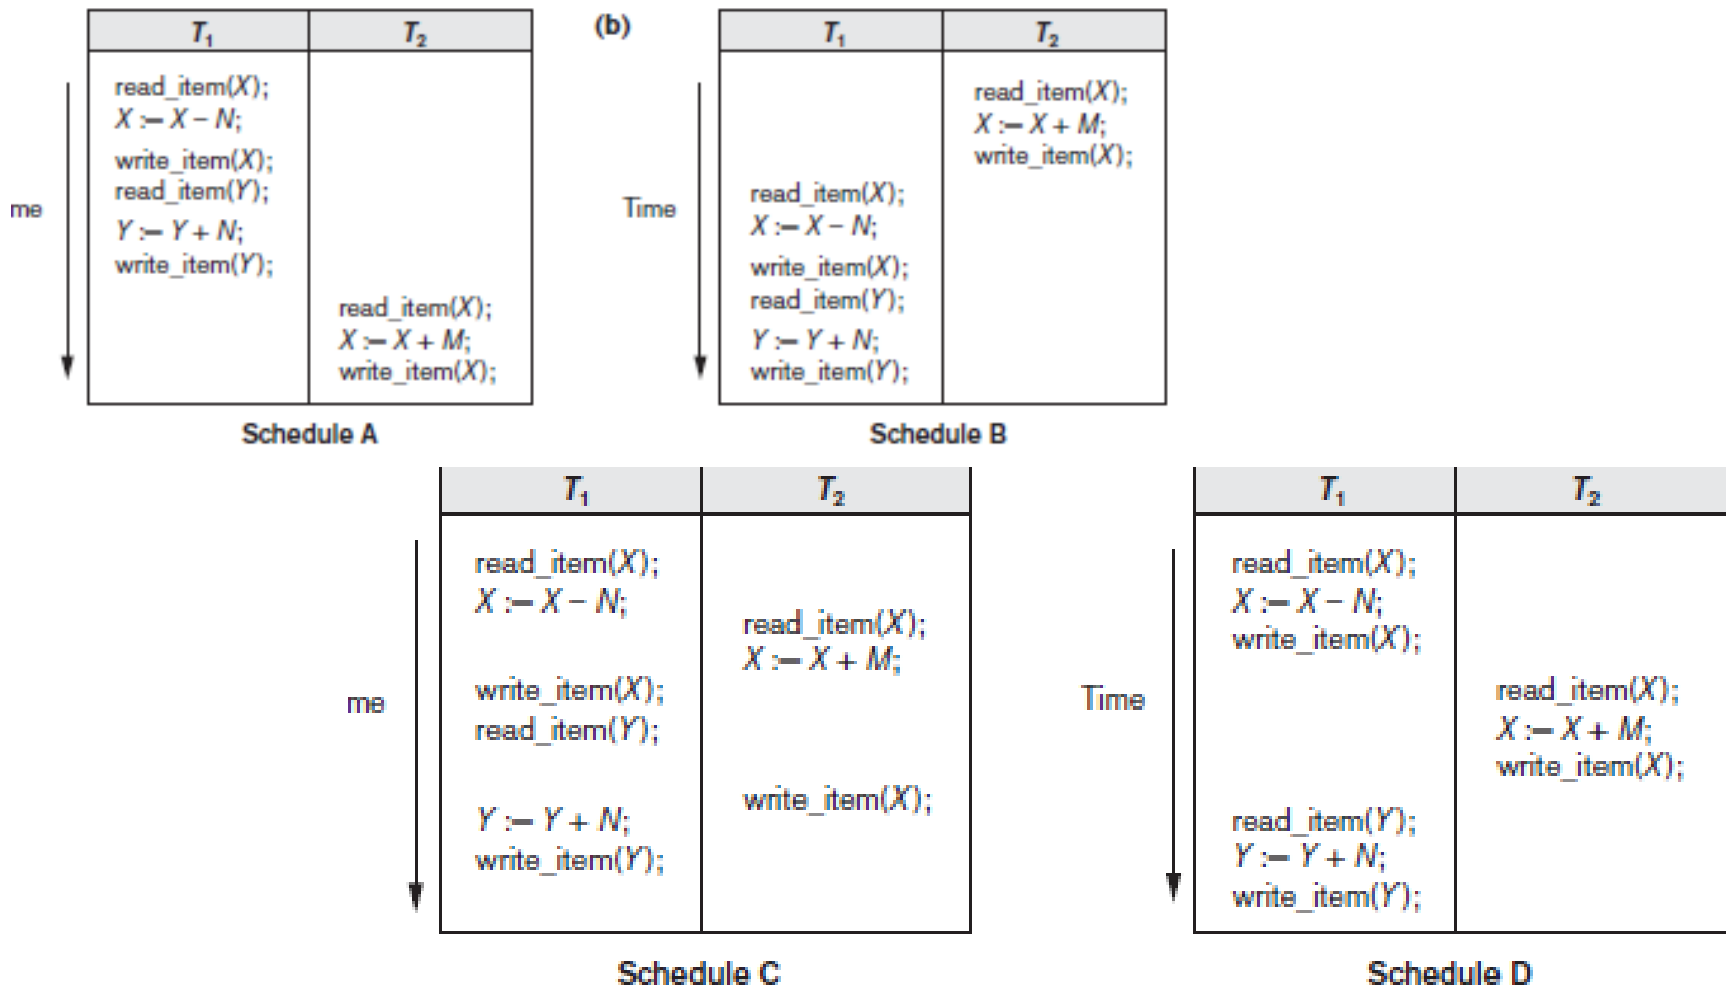 T₁ T₂
read_item(X);
X := X – N;
write_item(X);
read_item(Y);
me
Y := Y + N;
write_item(Y);
read_item(X);
X := X + M;
write_item(X);
Schedule A
(b)
T₁ T₂
read_item(X);
X := X + M;
write_item(X);
Time
read_item(X);
X := X – N;
write_item(X);
read_item(Y);
Y := Y + N;
write_item(Y);
Schedule B
T₁ T₂
read_item(X);
X := X – N;
read_item(X);
X := X + M;
me
write_item(X);
read_item(Y);
write_item(X);
Y := Y + N;
write_item(Y);
Schedule C
T₁ T₂
read_item(X);
X := X – N;
write_item(X);
Time
read_item(X);
X := X + M;
write_item(X);
read_item(Y);
Y := Y + N;
write_item(Y);
Schedule D